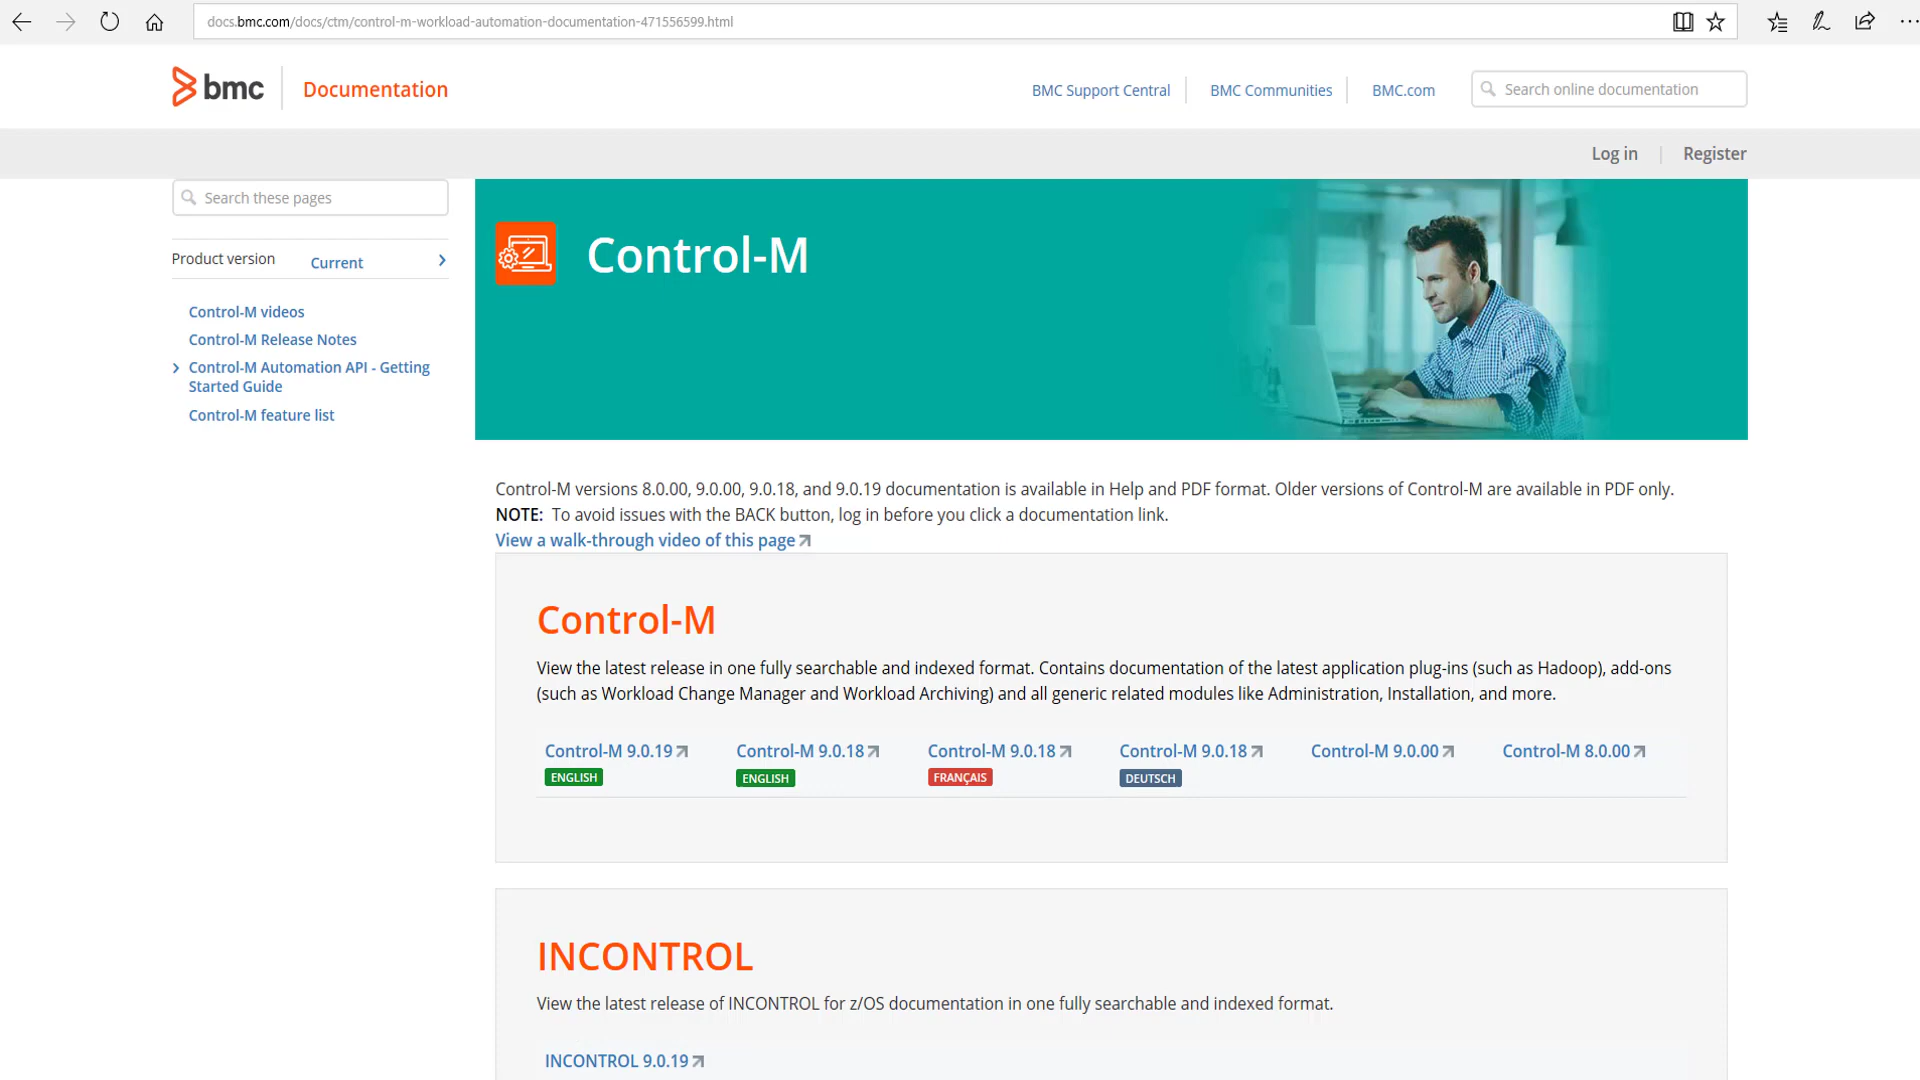 docs.bmc.com/docs/ctm/control-m-workload-automation-documentation-471556599.html
bmc Documentation
BMC Support Central
BMC Communities
BMC.com
Search online documentation
Log in
Register
Search these pages
Product version Current
Control-M videos
Control-M Release Notes
Control-M Automation API - Getting
Started Guide
Control-M feature list
Control-M
Control-M versions 8.0.00, 9.0.00, 9.0.18, and 9.0.19 documentation is available in Help and PDF format. Older versions of Control-M are available in PDF only.
NOTE: To avoid issues with the BACK button, log in before you click a documentation link.
View a walk-through video of this page
Control-M
View the latest release in one fully searchable and indexed format. Contains documentation of the latest application plug-ins (such as Hadoop), add-ons
(such as Workload Change Manager and Workload Archiving) and all generic related modules like Administration, Installation, and more.
Control-M 9.0.19 Control-M 9.0.18 Control-M 9.0.18 Control-M 9.0.18 Control-M 9.0.00 Control-M 8.0.00
ENGLISH ENGLISH FRANÇAIS DEUTSCH
INCONTROL
View the latest release of INCONTROL for z/OS documentation in one fully searchable and indexed format.
INCONTROL 9.0.19